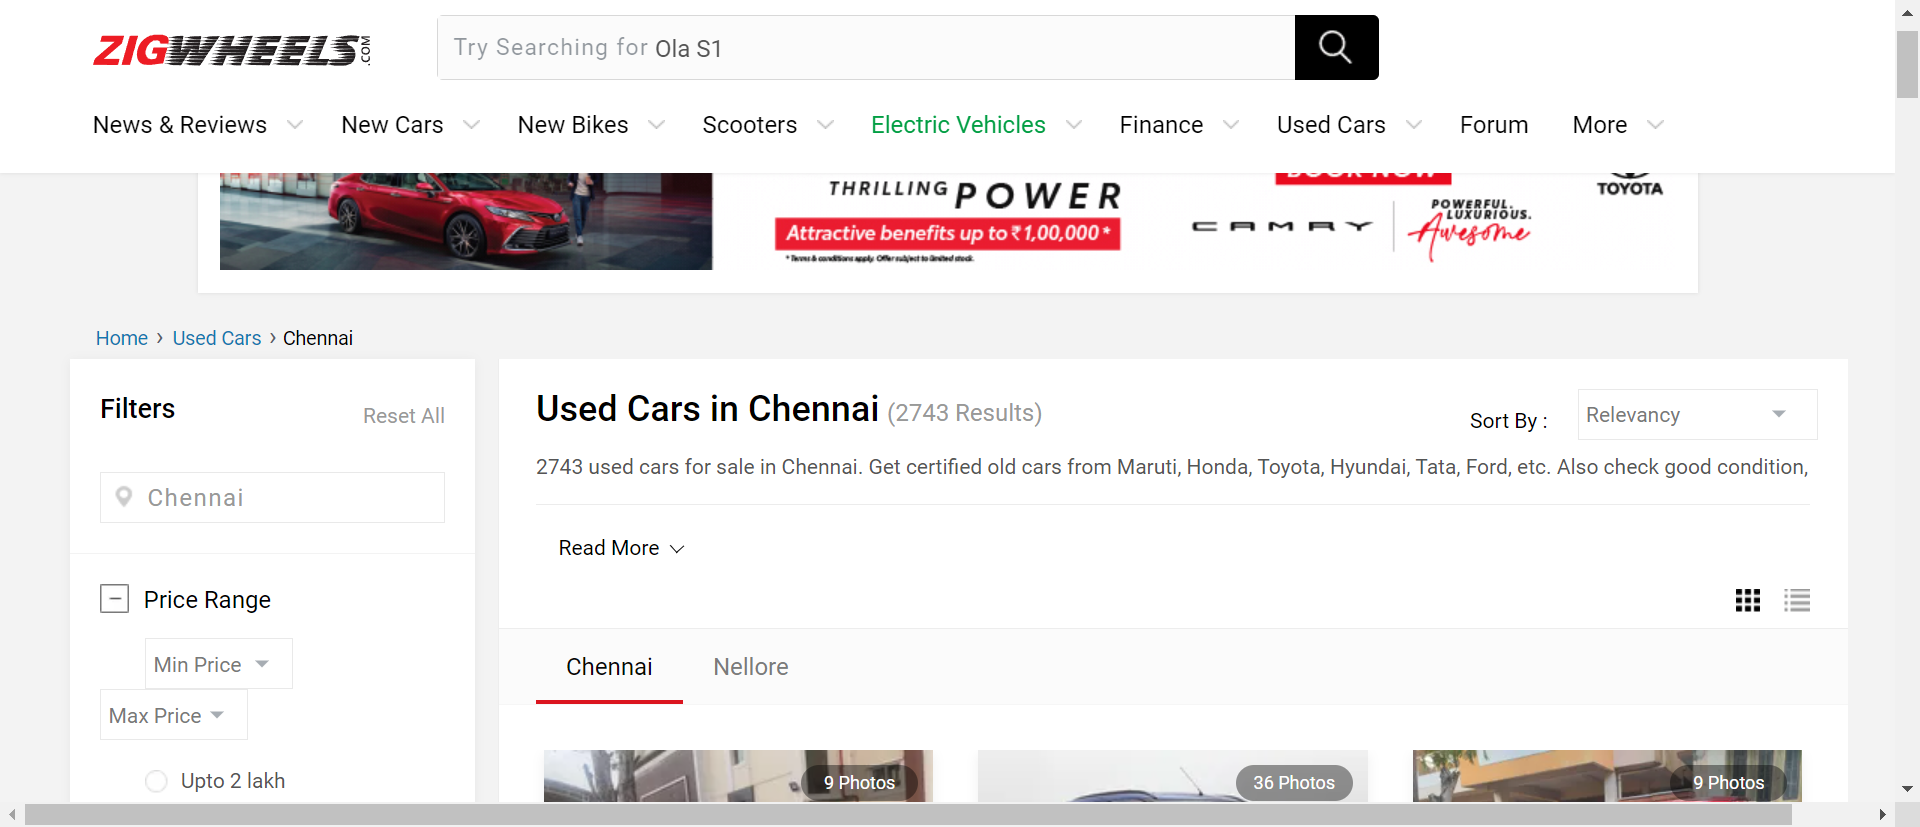 ZIGWHEELS.COM
Try Searching for Ola S1
News & Reviews New Cars New Bikes Scooters Electric Vehicles Finance Used Cars Forum More
THRILLING POWER
Attractive benefits up to ₹1,00,000*
* Terms & conditions apply. Offer subject to limited stock.
BOOK NOW
CAMRY
POWERFUL.
LUXURIOUS.
Awesome
TOYOTA
Home › Used Cars › Chennai
Filters
Reset All
Chennai
Price Range
Min Price
Max Price
Upto 2 lakh
Used Cars in Chennai (2743 Results)
Sort By :
Relevancy
2743 used cars for sale in Chennai. Get certified old cars from Maruti, Honda, Toyota, Hyundai, Tata, Ford, etc. Also check good condition,
Read More
Chennai Nellore
9 Photos
36 Photos
9 Photos